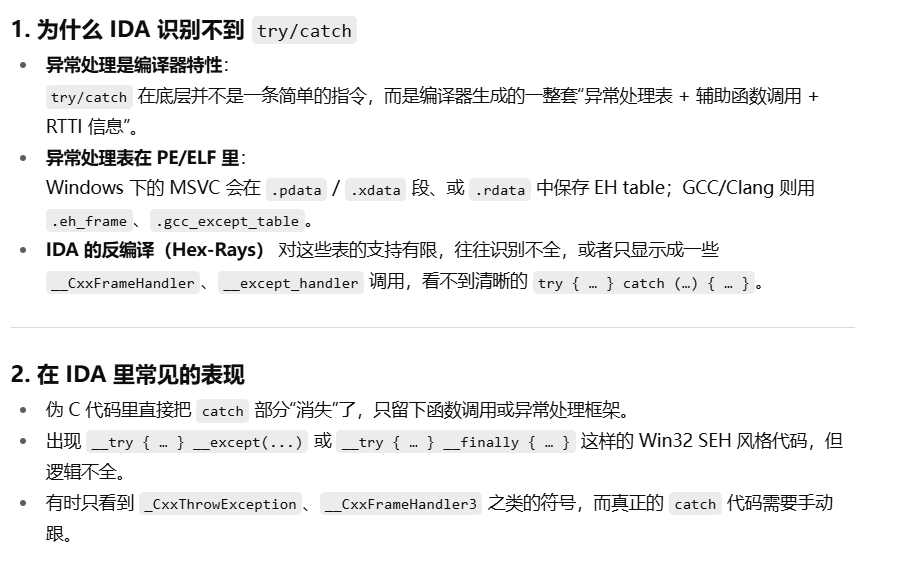 1. 为什么 IDA 识别不到 try/catch
• 异常处理是编译器特性：
try/catch 在底层并不是一条简单的指令，而是编译器生成的一整套“异常处理表 + 辅助函数调用 +
RTTI 信息”。
• 异常处理表在 PE/ELF 里：
Windows 下的 MSVC 会在 .pdata / .xdata 段、或 .rdata 中保存 EH table；GCC/Clang 则用
.eh_frame、.gcc_except_table。
• IDA 的反编译（Hex-Rays） 对这些表的支持有限，往往识别不全，或者只显示成一些
__CxxFrameHandler、__except_handler 调用，看不到清晰的 try { … } catch (…) { … }。
2. 在 IDA 里常见的表现
• 伪 C 代码里直接把 catch 部分“消失”了，只留下函数调用或异常处理框架。
• 出现 __try { … } __except(...) 或 __try { … } __finally { … } 这样的 Win32 SEH 风格代码，但
逻辑不全。
• 有时只看到 _CxxThrowException、__CxxFrameHandler3 之类的符号，而真正的 catch 代码需要手动
跟。